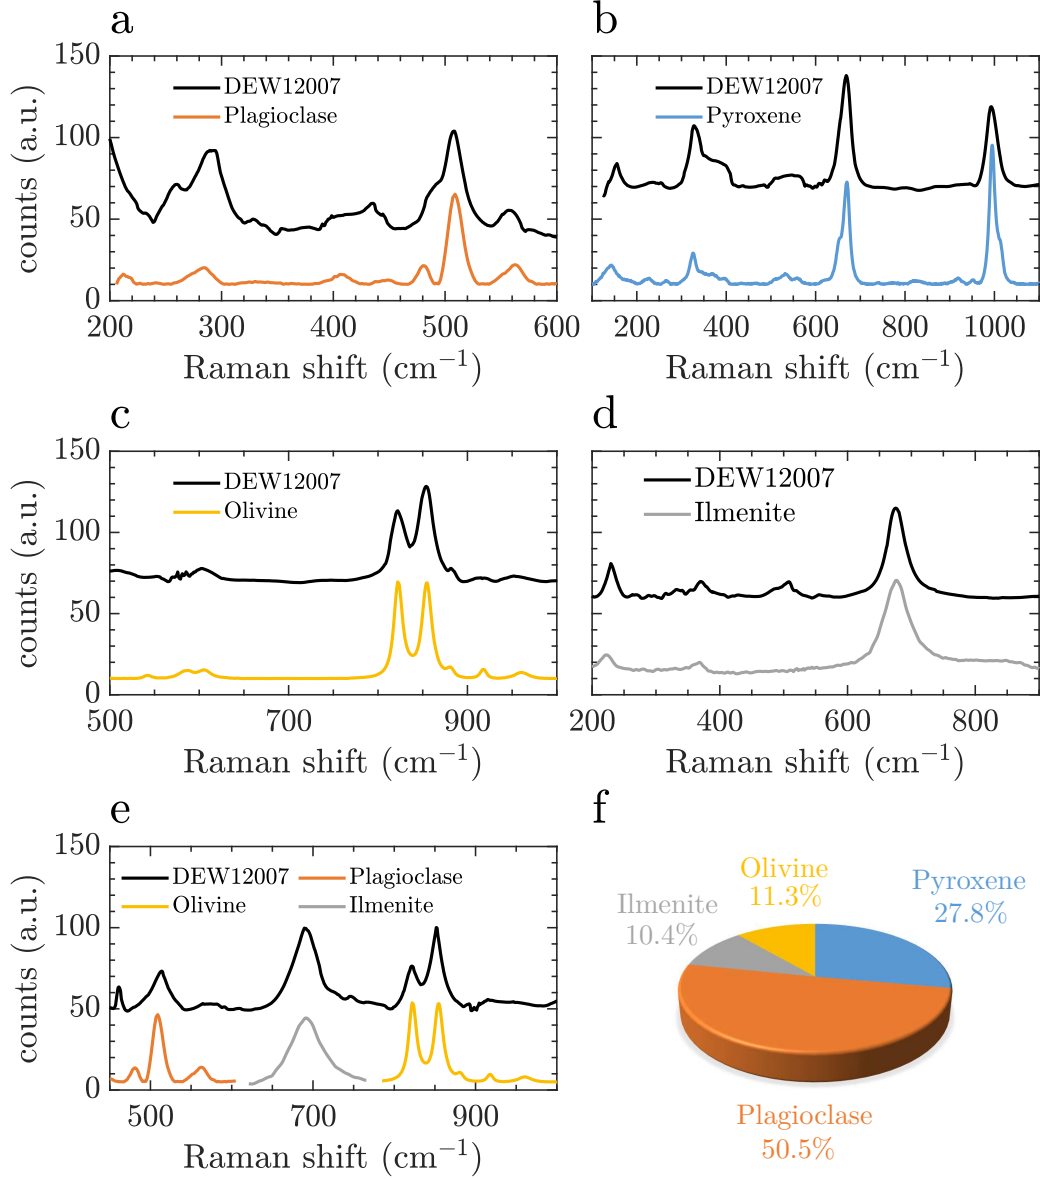 a
150
100
50
0
counts (a.u.)
DEW12007
Plagioclase
200 300 400 500 600
Raman shift (cm⁻¹)
b
DEW12007
Pyroxene
200 400 600 800 1000
Raman shift (cm⁻¹)
c
150
100
50
0
counts (a.u.)
DEW12007
Olivine
500 700 900
Raman shift (cm⁻¹)
d
DEW12007
Ilmenite
200 400 600 800
Raman shift (cm⁻¹)
e
150
100
50
0
counts (a.u.)
DEW12007 Plagioclase
Olivine Ilmenite
500 700 900
Raman shift (cm⁻¹)
f
Olivine
11.3%
Pyroxene
27.8%
Ilmenite
10.4%
Plagioclase
50.5%